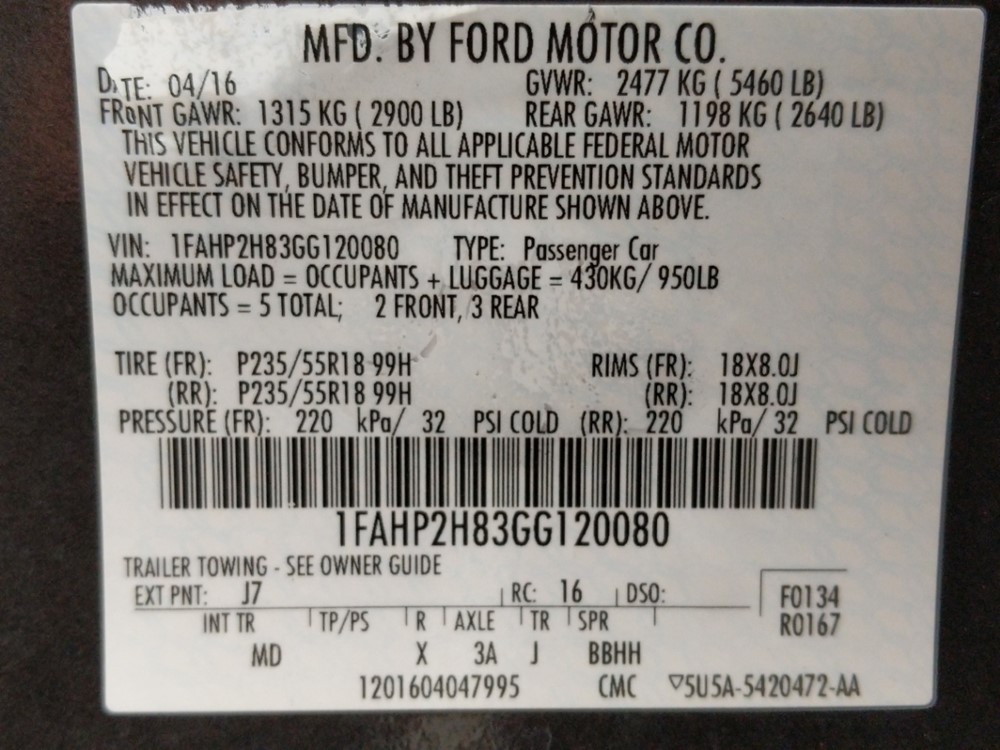 MFD. BY FORD MOTOR CO.
DATE: 04/16 GVWR: 2477 KG ( 5460 LB)
FRONT GAWR: 1315 KG ( 2900 LB) REAR GAWR: 1198 KG ( 2640 LB)
THIS VEHICLE CONFORMS TO ALL APPLICABLE FEDERAL MOTOR
VEHICLE SAFETY, BUMPER, AND THEFT PREVENTION STANDARDS
IN EFFECT ON THE DATE OF MANUFACTURE SHOWN ABOVE.
VIN: 1FAHP2H83GG120080 TYPE: Passenger Car
MAXIMUM LOAD = OCCUPANTS + LUGGAGE = 430KG/ 950LB
OCCUPANTS = 5 TOTAL; 2 FRONT, 3 REAR
TIRE (FR): P235/55R18 99H RIMS (FR): 18X8.0J
(RR): P235/55R18 99H (RR): 18X8.0J
PRESSURE (FR): 220 kPa/ 32 PSI COLD (RR): 220 kPa/ 32 PSI COLD
1FAHP2H83GG120080
TRAILER TOWING - SEE OWNER GUIDE
EXT PNT: J7 RC: 16 DSO: F0134
INT TR TP/PS R AXLE TR SPR R0167
MD X 3A J BBHH
1201604047995 CMC ▽5U5A-5420472-AA